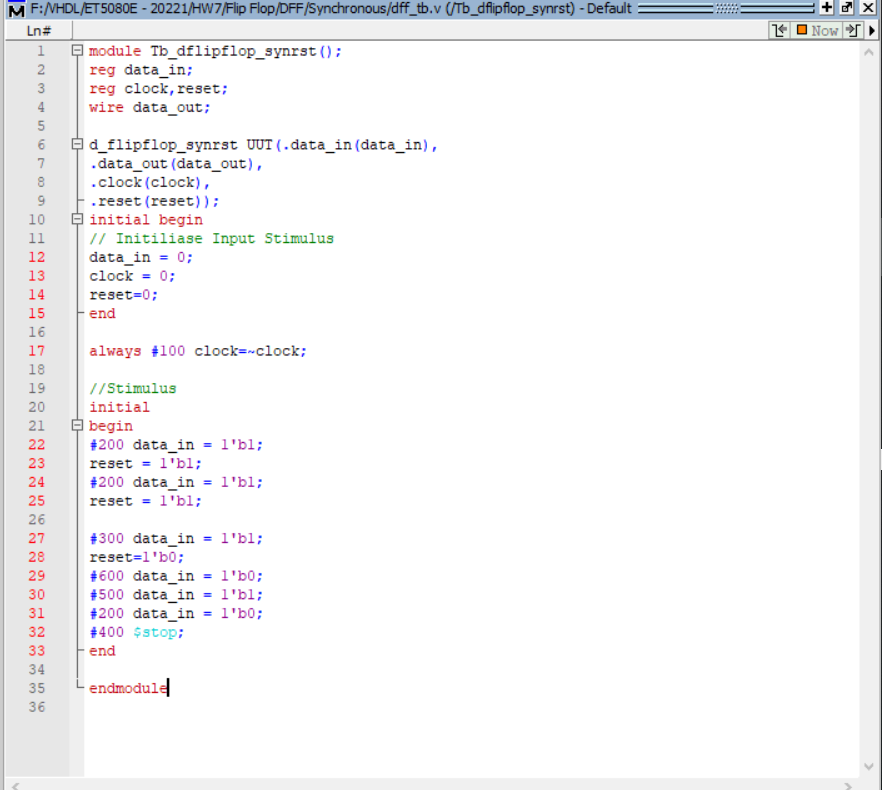 F:/VHDL/ET5080E - 20221/HW7/Flip Flop/DFF/Synchronous/dff_tb.v (/Tb_dflipflop_synrst) - Default
Ln#
Now
1 module Tb_dflipflop_synrst();
2 reg data_in;
3 reg clock,reset;
4 wire data_out;
5
6 d_flipflop_synrst UUT(.data_in(data_in),
7 .data_out(data_out),
8 .clock(clock),
9 .reset(reset));
10 initial begin
11 // Initiliase Input Stimulus
12 data_in = 0;
13 clock = 0;
14 reset=0;
15 end
16
17 always #100 clock=~clock;
18
19 //Stimulus
20 initial
21 begin
22 #200 data_in = 1'b1;
23 reset = 1'b1;
24 #200 data_in = 1'b1;
25 reset = 1'b1;
26
27 #300 data_in = 1'b1;
28 reset=1'b0;
29 #600 data_in = 1'b0;
30 #500 data_in = 1'b1;
31 #200 data_in = 1'b0;
32 #400 $stop;
33 end
34
35 endmodule
36